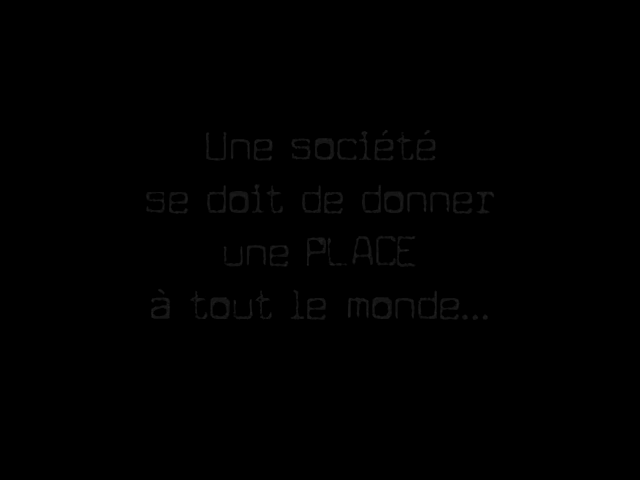 Une société
se doit de donner
une PLACE
à tout le monde...